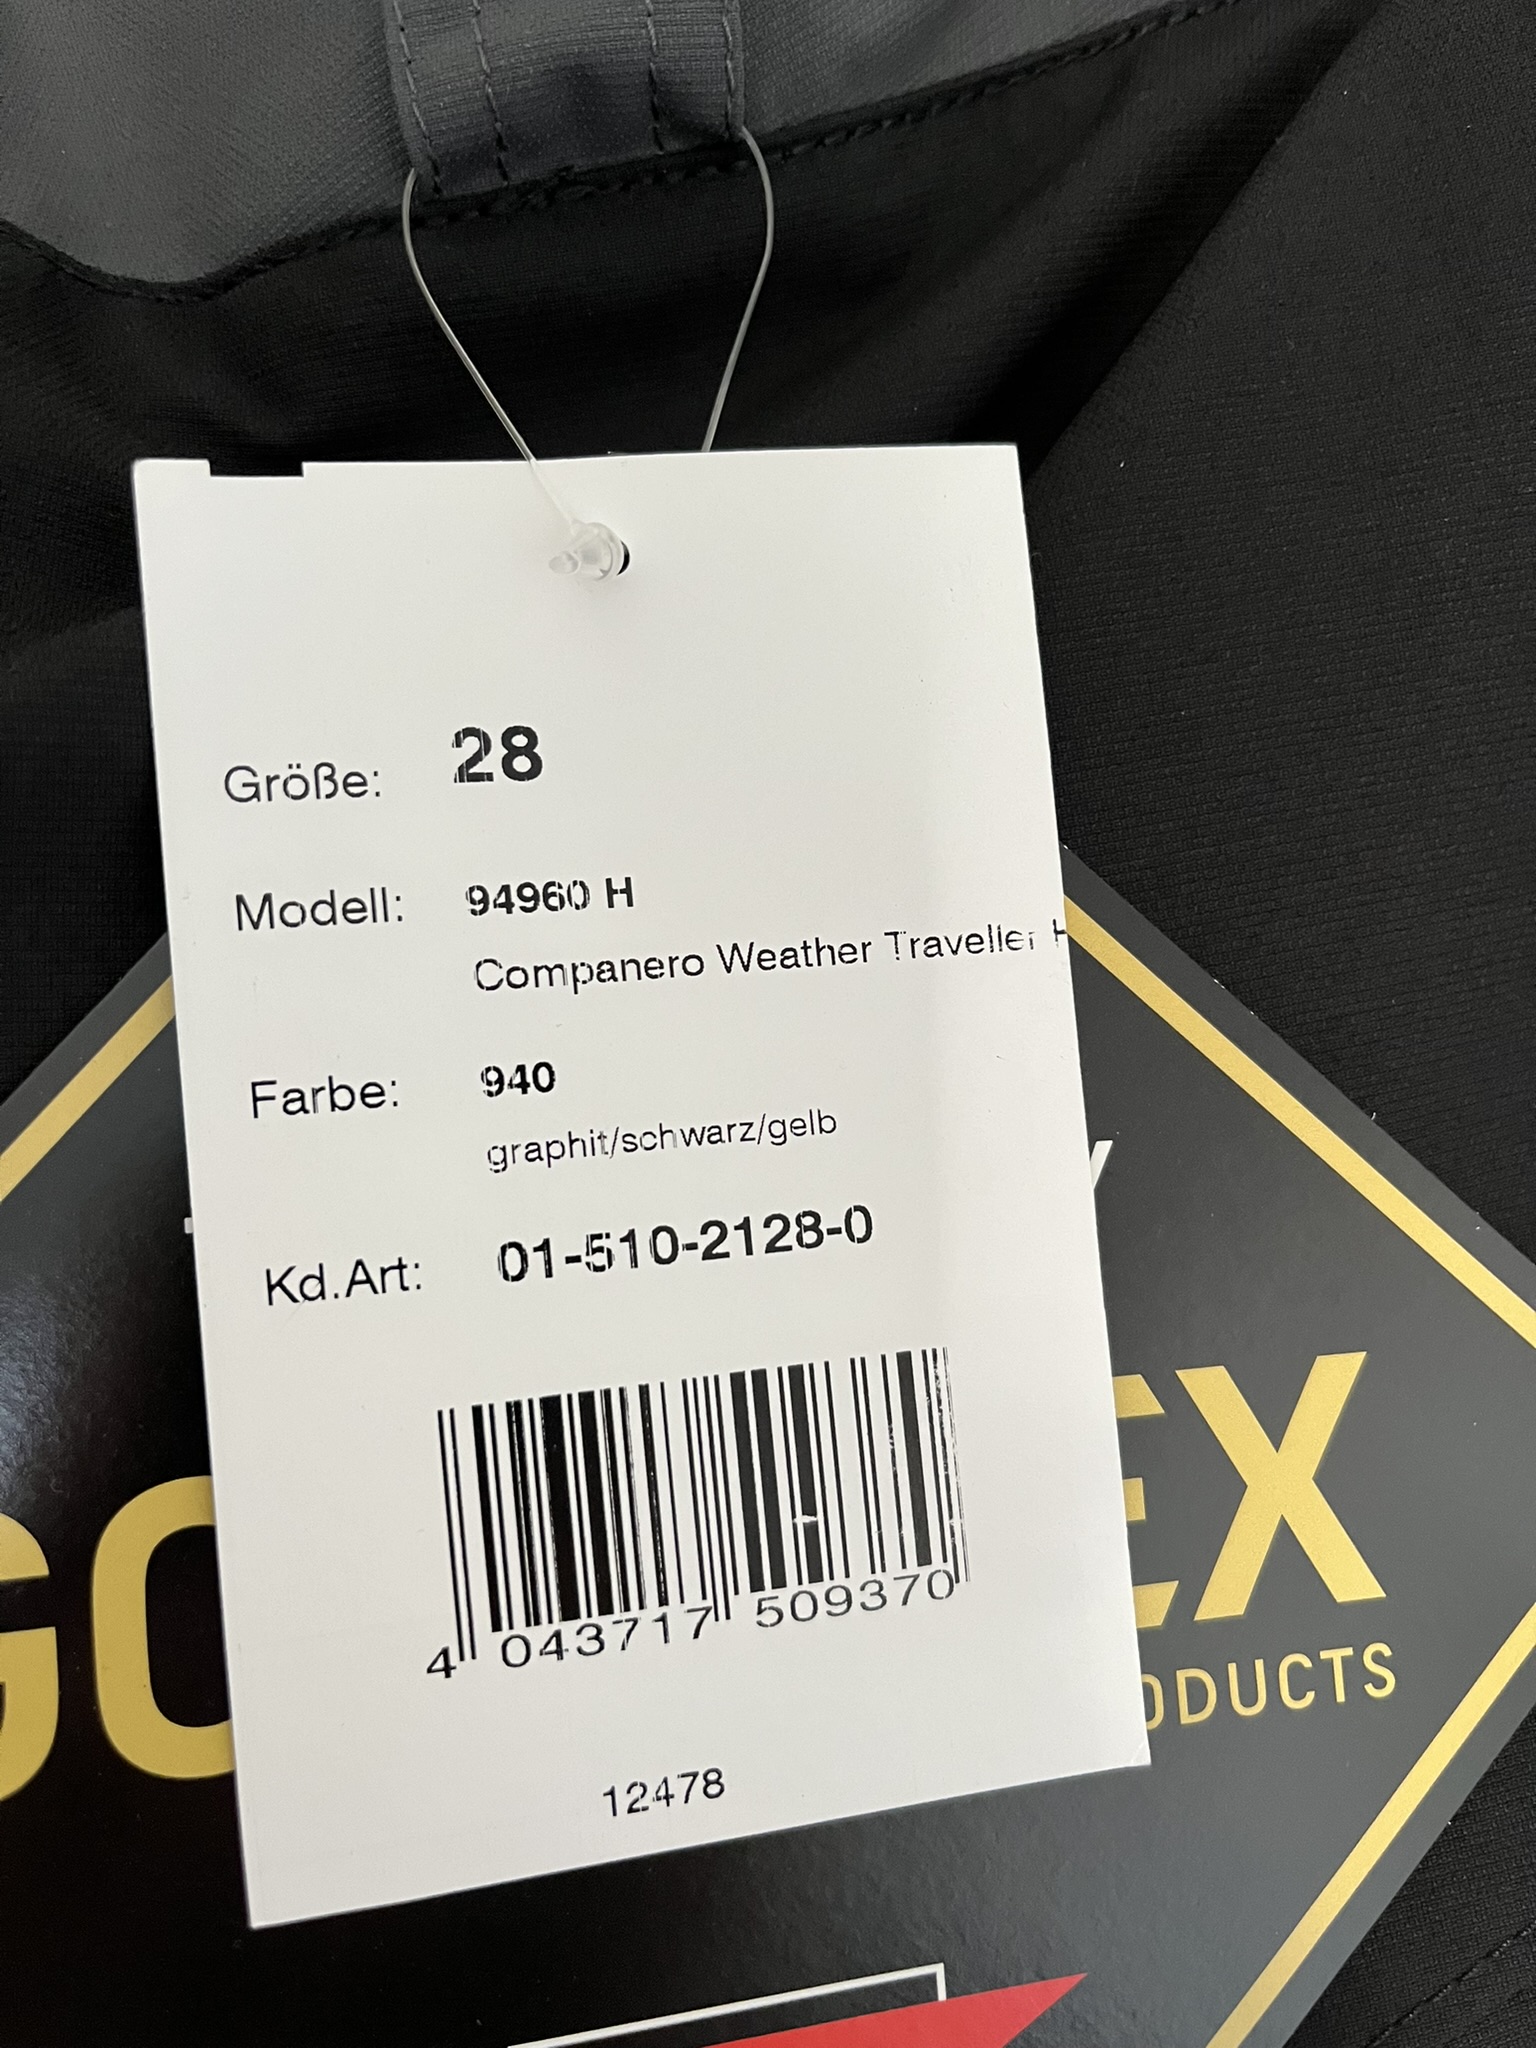 Größe: 28
Modell: 94960 H
Companero Weather Traveller H
Farbe: 940
graphit/schwarz/gelb
Kd.Art: 01-510-2128-0
4 043717 509370
12478
GO EX
ODUCTS